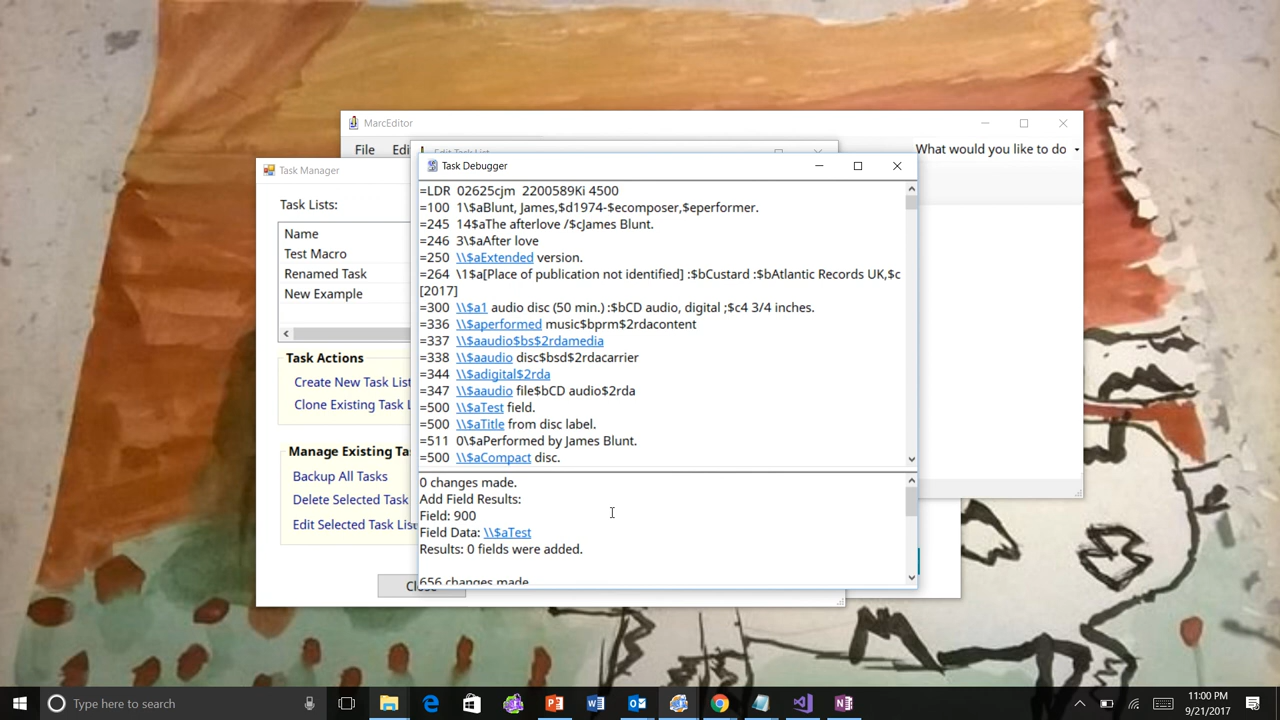 MarcEditor
File
Edi
What would you like to do
Edit Task List
Task Manager
Task Lists:
Name
Test Macro
Renamed Task
New Example
Task Actions
Create New Task List
Clone Existing Task L
Manage Existing Ta
Backup All Tasks
Delete Selected Task
Edit Selected Task List
Close
Task Debugger
=LDR  02625cjm  2200589Ki 4500
=100  1\$aBlunt, James,$d1974-$ecomposer,$eperformer.
=245  14$aThe afterlove /$cJames Blunt.
=246  3\$aAfter love
=250  \\$aExtended version.
=264  \1$a[Place of publication not identified] :$bCustard :$bAtlantic Records UK,$c
[2017]
=300  \\$a1 audio disc (50 min.) :$bCD audio, digital ;$c4 3/4 inches.
=336  \\$aperformed music$bprm$2rdacontent
=337  \\$aaudio$bs$2rdamedia
=338  \\$aaudio disc$bsd$2rdacarrier
=344  \\$adigital$2rda
=347  \\$aaudio file$bCD audio$2rda
=500  \\$aTest field.
=500  \\$aTitle from disc label.
=511  0\$aPerformed by James Blunt.
=500  \\$aCompact disc.
0 changes made.
Add Field Results:
Field: 900
Field Data: \\$aTest
Results: 0 fields were added.
656 changes made
Type here to search
11:00 PM
9/21/2017